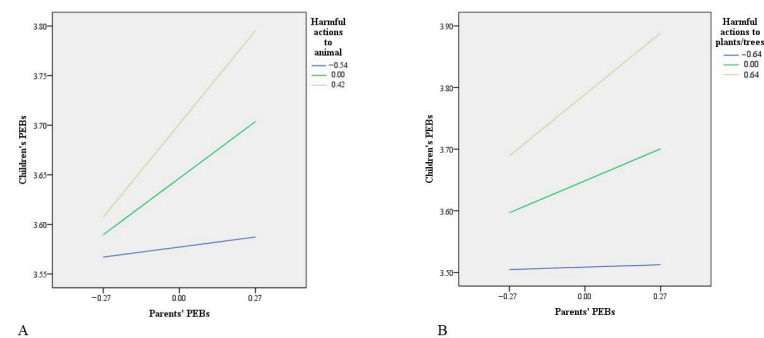 Harmful
actions
to
animal
−0.54
0.00
0.42
3.80
3.75
3.70
3.65
3.60
3.55
Children's PEBs
−0.27
0.00
0.27
Parents' PEBs
A
Harmful
actions to
plants/trees
−0.64
0.00
0.64
3.90
3.80
3.70
3.60
3.50
Children's PEBs
−0.27
0.00
0.27
Parents' PEBs
B